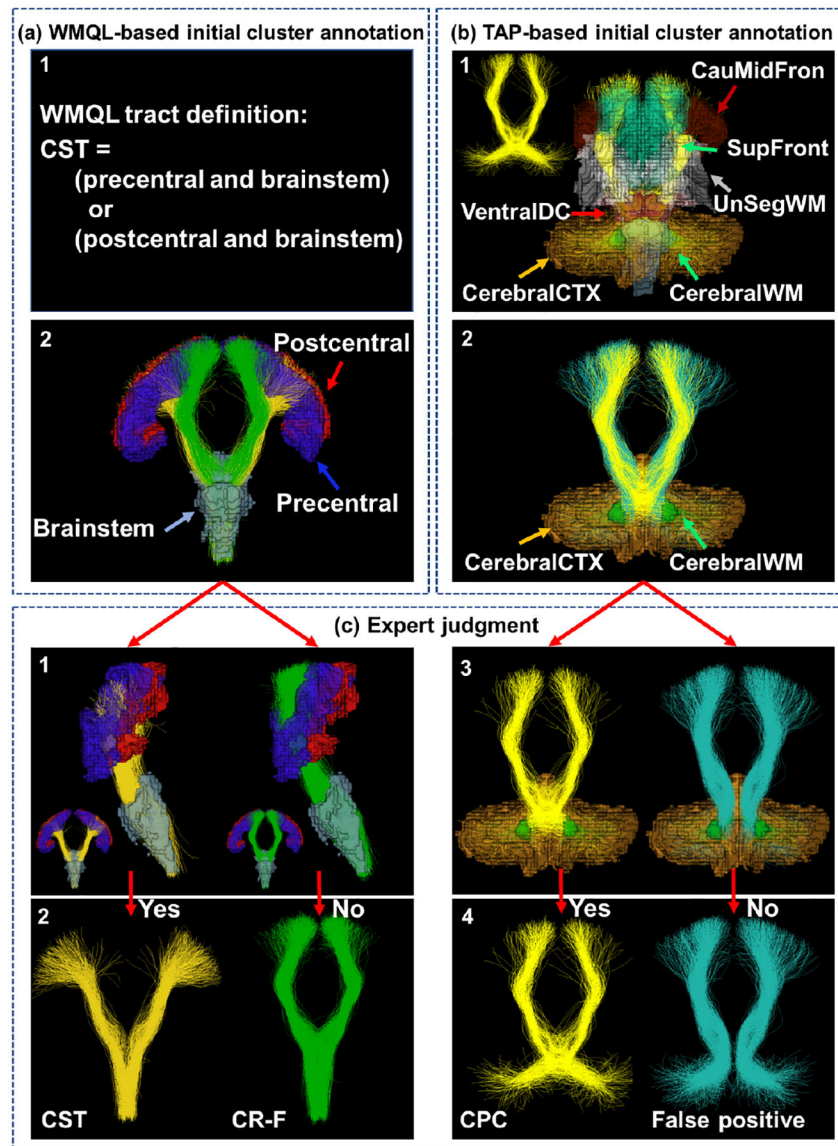 (a) WMQL-based initial cluster annotation
1
WMQL tract definition:
CST =
(precentral and brainstem)
or
(postcentral and brainstem)
2
Postcentral
Precentral
Brainstem
(b) TAP-based initial cluster annotation
1
CauMidFron
SupFront
UnSegWM
VentralDC
CerebralCTX
CerebralWM
2
CerebralCTX
CerebralWM
(c) Expert judgment
1
Yes
No
2
CST
CR-F
3
Yes
No
4
CPC
False positive